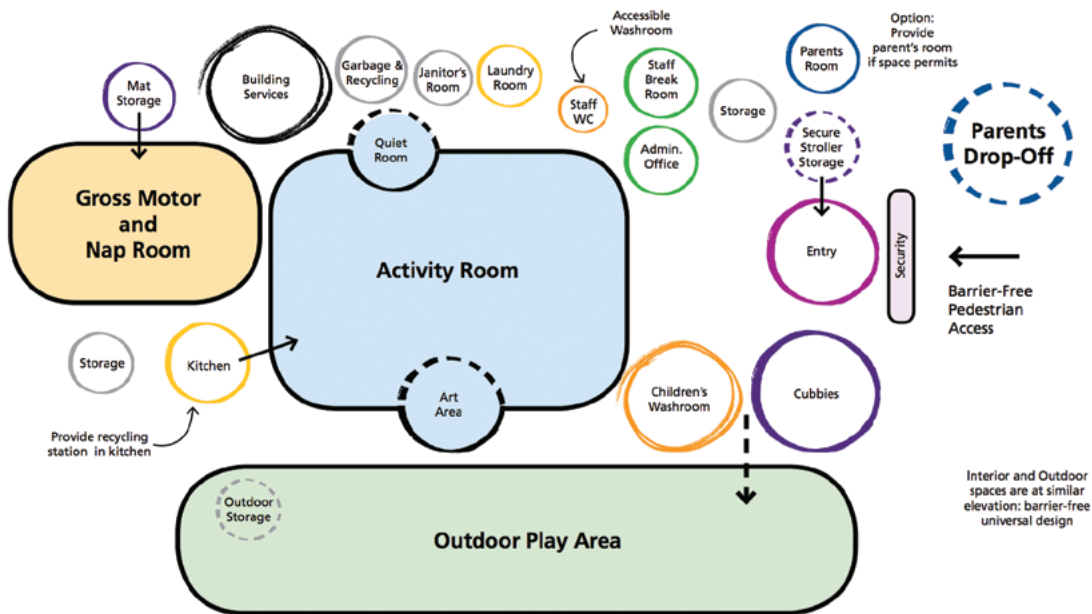 Accessible
Washroom
Option:
Provide
parent's room
if space permits
Building
Services
Garbage &
Recycling
Janitor's
Room
Laundry
Room
Staff
Break
Room
Parents
Room
Mat
Storage
Staff
WC
Storage
Secure
Stroller
Storage
Parents
Drop-Off
Quiet
Room
Admin.
Office
Gross Motor
and
Nap Room
Activity Room
Entry
Security
Barrier-Free
Pedestrian
Access
Storage
Kitchen
Art
Area
Children's
Washroom
Cubbies
Provide recycling
station in kitchen
Outdoor
Storage
Outdoor Play Area
Interior and Outdoor
spaces are at similar
elevation: barrier-free
universal design